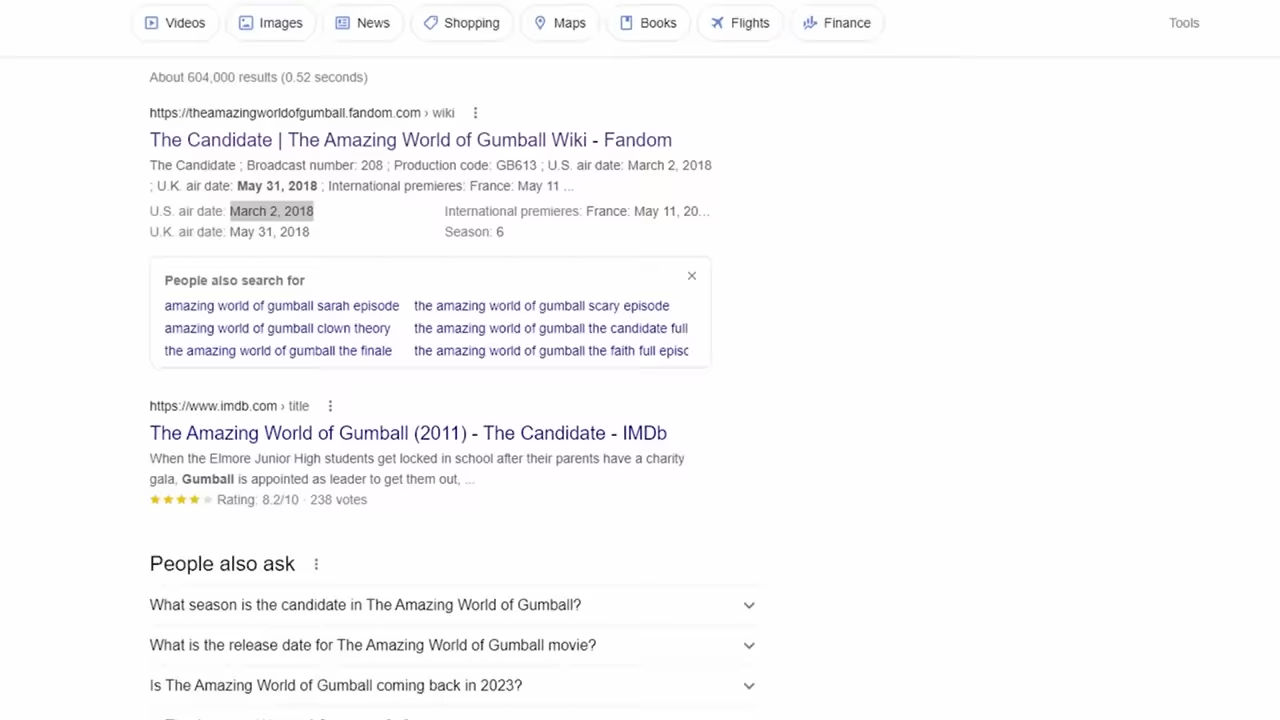 Videos Images News Shopping Maps Books Flights Finance Tools
About 604,000 results (0.52 seconds)
https://theamazingworldofgumball.fandom.com › wiki
The Candidate | The Amazing World of Gumball Wiki - Fandom
The Candidate ; Broadcast number: 208 ; Production code: GB613 ; U.S. air date: March 2, 2018
; U.K. air date: May 31, 2018 ; International premieres: France: May 11 ...
U.S. air date: March 2, 2018 International premieres: France: May 11, 20...
U.K. air date: May 31, 2018 Season: 6
People also search for
amazing world of gumball sarah episode the amazing world of gumball scary episode
amazing world of gumball clown theory the amazing world of gumball the candidate full
the amazing world of gumball the finale the amazing world of gumball the faith full episc
https://www.imdb.com › title
The Amazing World of Gumball (2011) - The Candidate - IMDb
When the Elmore Junior High students get locked in school after their parents have a charity
gala, Gumball is appointed as leader to get them out, ...
Rating: 8.2/10 · 238 votes
People also ask
What season is the candidate in The Amazing World of Gumball?
What is the release date for The Amazing World of Gumball movie?
Is The Amazing World of Gumball coming back in 2023?